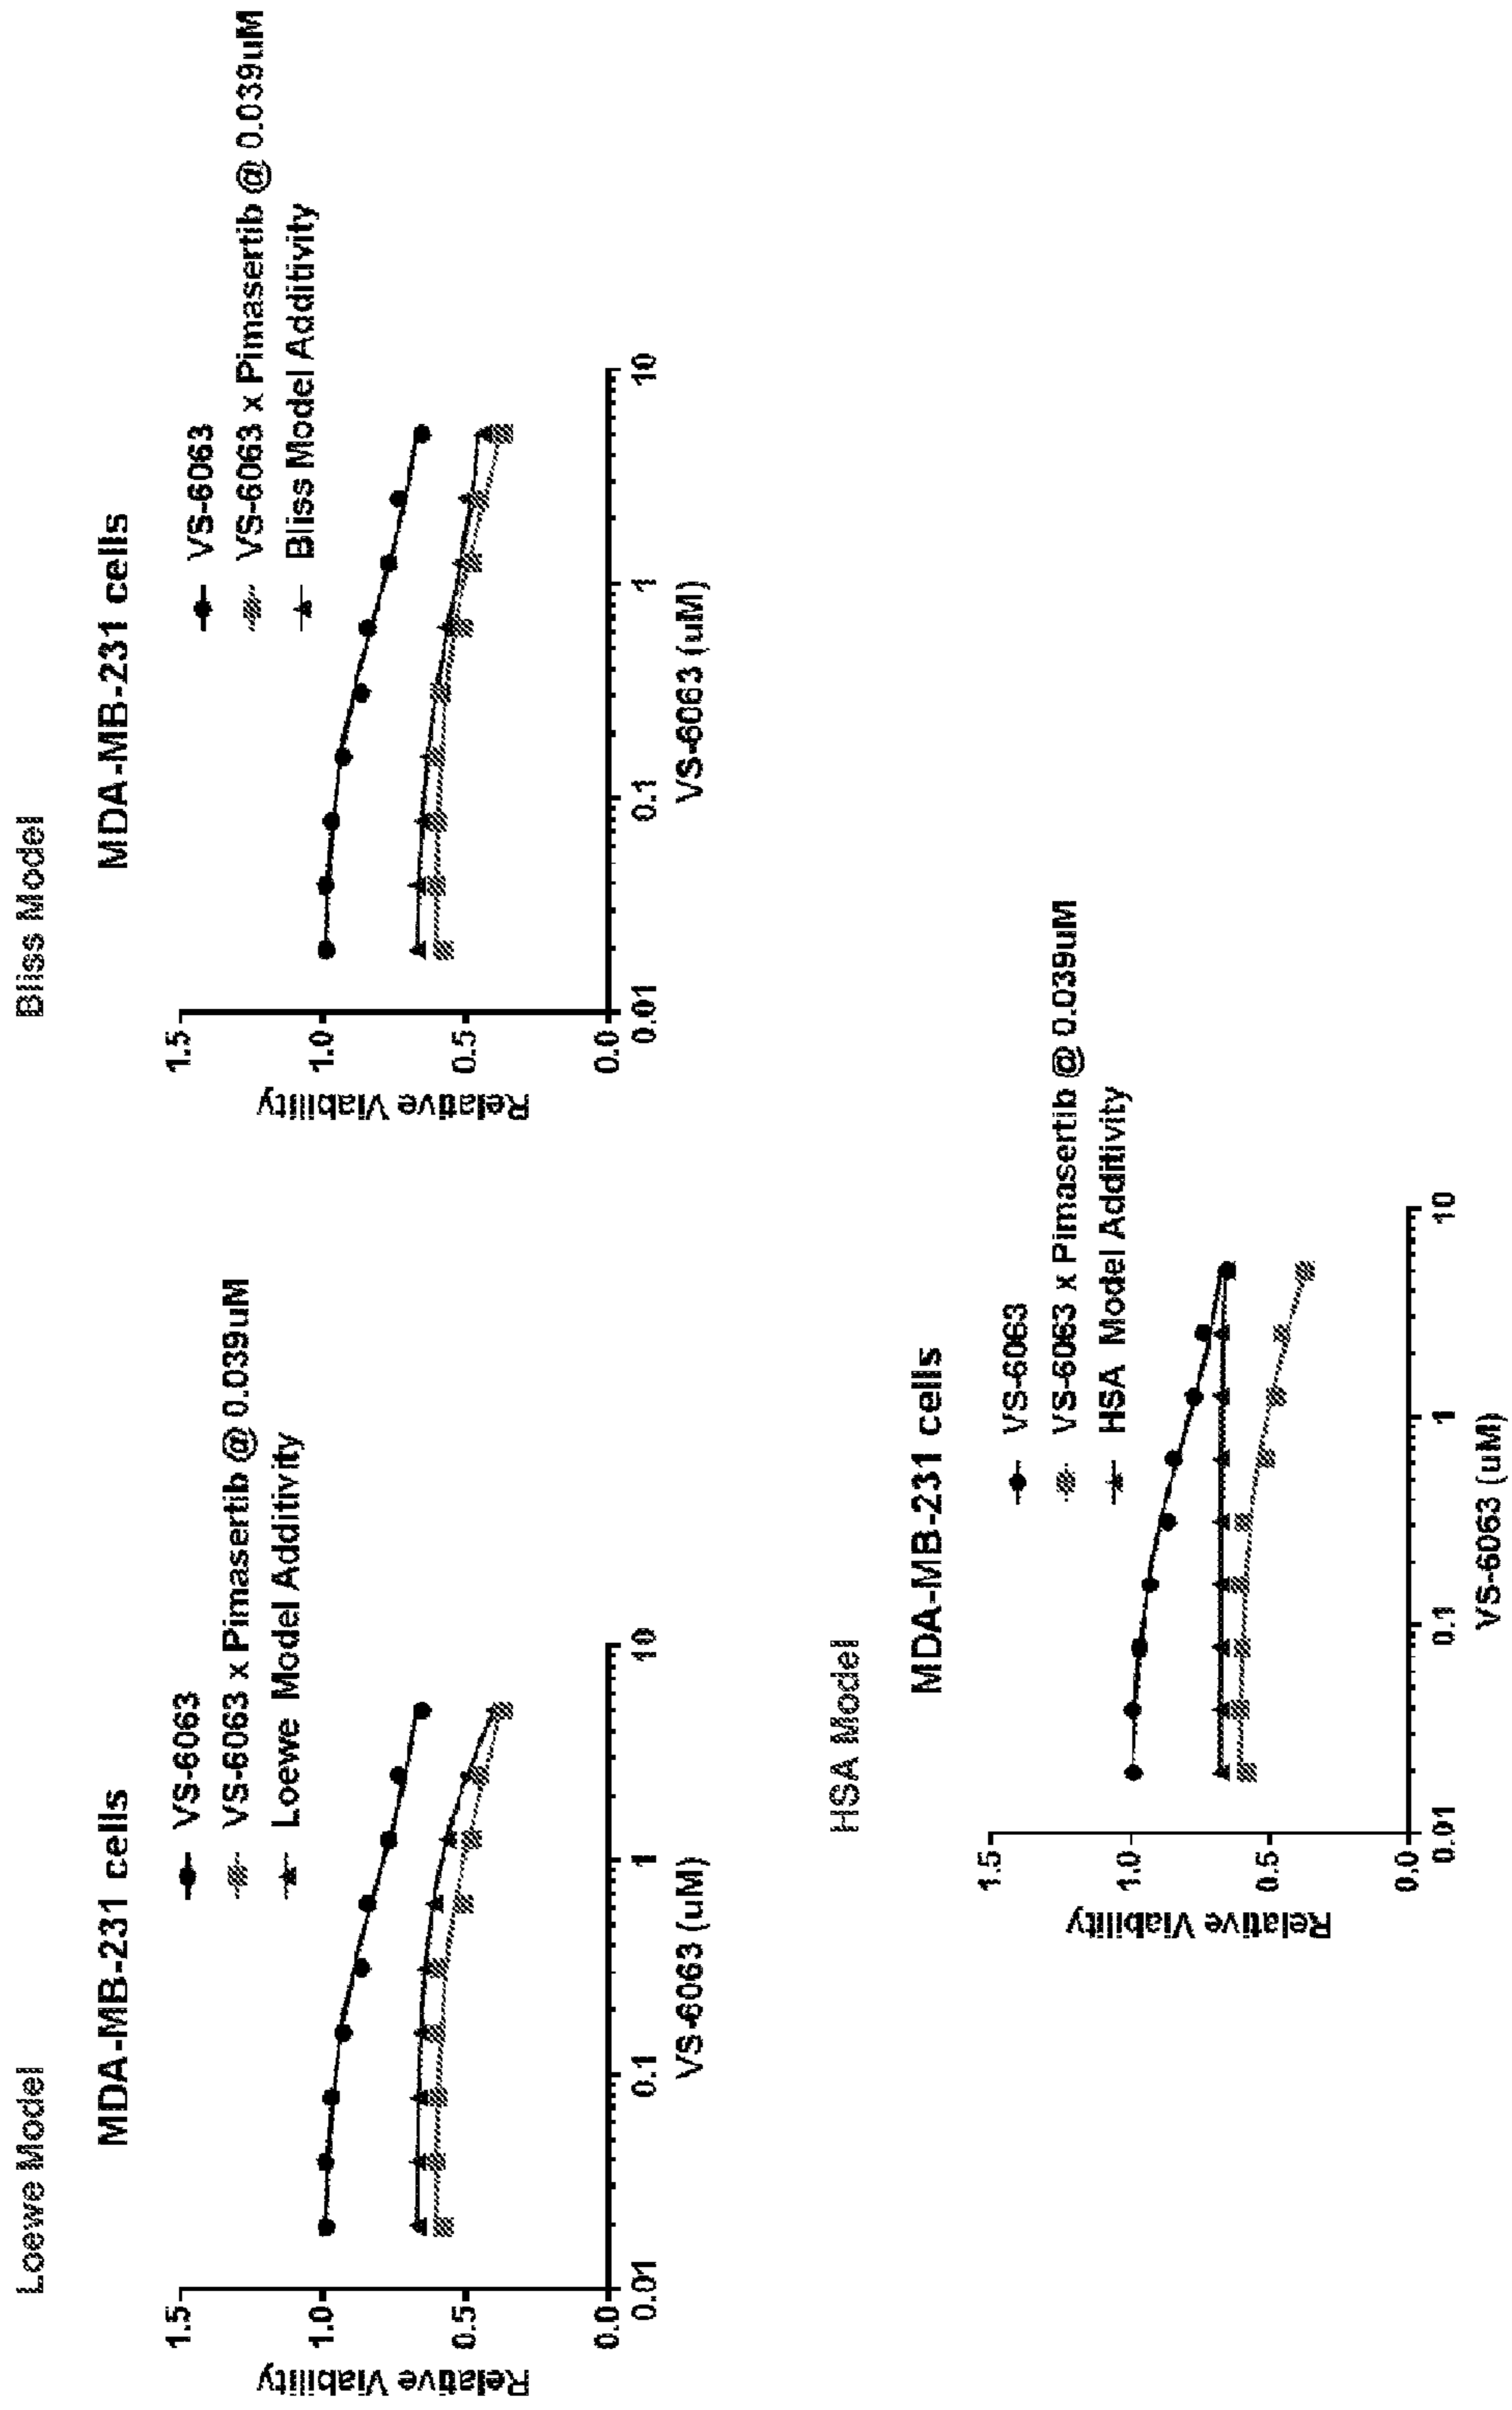 Loewe Model
MDA-MB-231 cells
VS-6063
VS-6063 x Pimasertib @ 0.039uM
Loewe Model Additivity
Relative Viability
1.5
1.0
0.5
0.0
0.01
0.1
1
10
VS-6063 (uM)
Bliss Model
MDA-MB-231 cells
VS-6063
VS-6063 x Pimasertib @ 0.039uM
Bliss Model Additivity
Relative Viability
1.5
1.0
0.5
0.0
0.01
0.1
1
10
VS-6063 (uM)
HSA Model
MDA-MB-231 cells
VS-6063
VS-6063 x Pimasertib @ 0.039uM
HSA Model Additivity
Relative Viability
1.5
1.0
0.5
0.0
0.01
0.1
1
10
VS-6063 (uM)